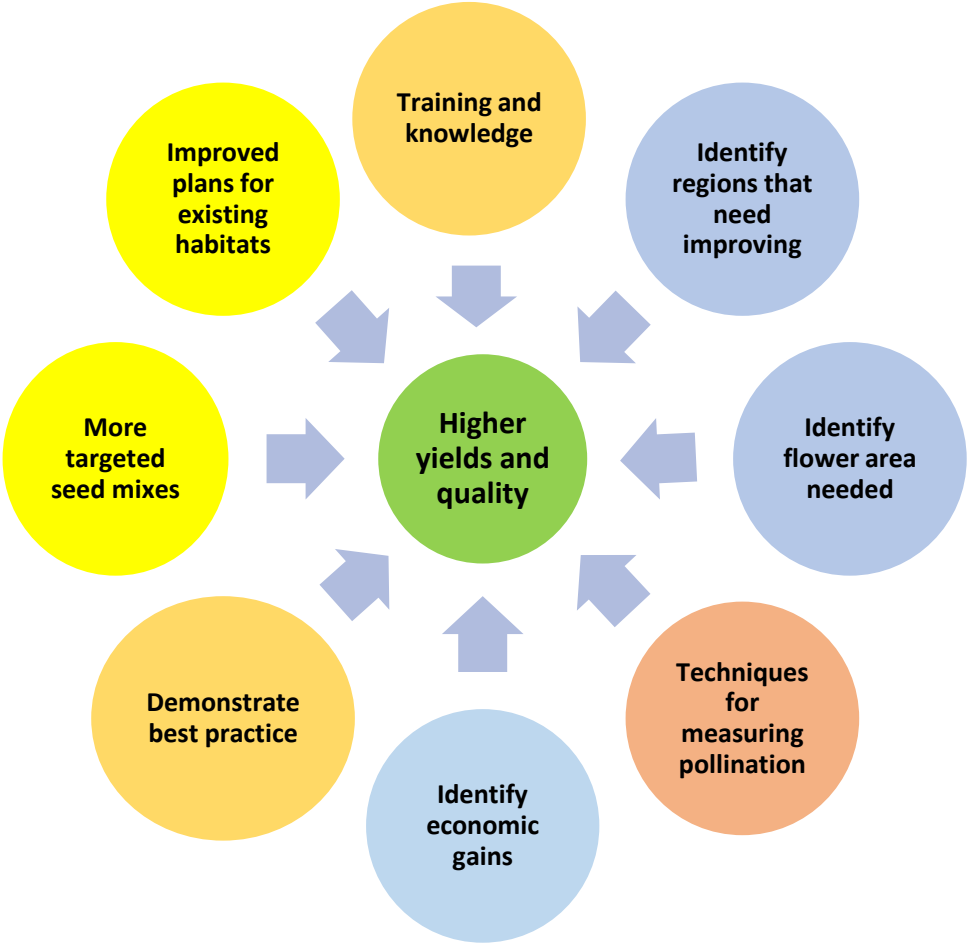 Training and
knowledge
Identify
regions that
need
improving
Identify
flower area
needed
Techniques
for
measuring
pollination
Identify
economic
gains
Demonstrate
best practice
More
targeted
seed mixes
Improved
plans for
existing
habitats
Higher
yields and
quality